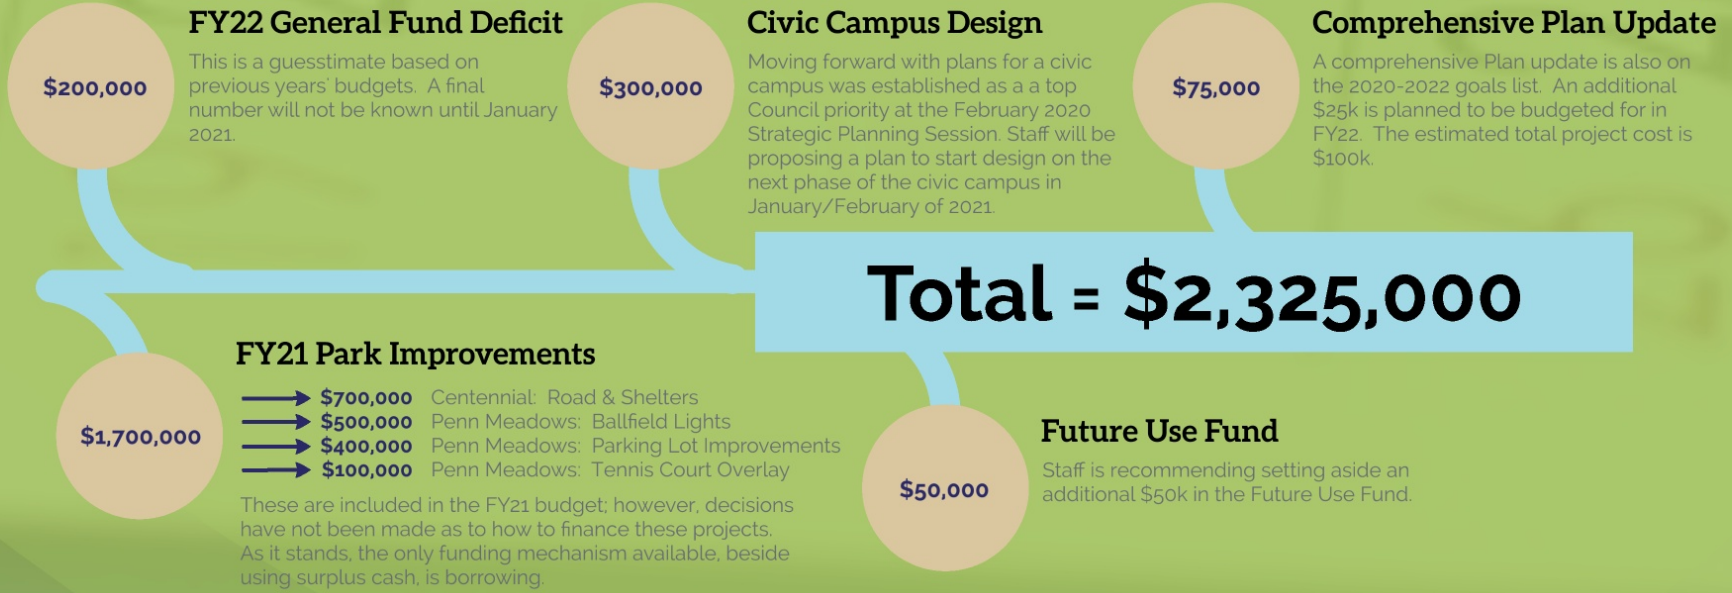 $200,000
FY22 General Fund Deficit
This is a guesstimate based on
previous years' budgets. A final
number will not be known until January
2021.
$300,000
Civic Campus Design
Moving forward with plans for a civic
campus was established as a a top
Council priority at the February 2020
Strategic Planning Session. Staff will be
proposing a plan to start design on the
next phase of the civic campus in
January/February of 2021.
$75,000
Comprehensive Plan Update
A comprehensive Plan update is also on
the 2020-2022 goals list. An additional
$25k is planned to be budgeted for in
FY22. The estimated total project cost is
$100k.
Total = $2,325,000
$1,700,000
FY21 Park Improvements
$700,000 Centennial: Road & Shelters
$500,000 Penn Meadows: Ballfield Lights
$400,000 Penn Meadows: Parking Lot Improvements
$100,000 Penn Meadows: Tennis Court Overlay
These are included in the FY21 budget; however, decisions
have not been made as to how to finance these projects.
As it stands, the only funding mechanism available, beside
using surplus cash, is borrowing.
$50,000
Future Use Fund
Staff is recommending setting aside an
additional $50k in the Future Use Fund.